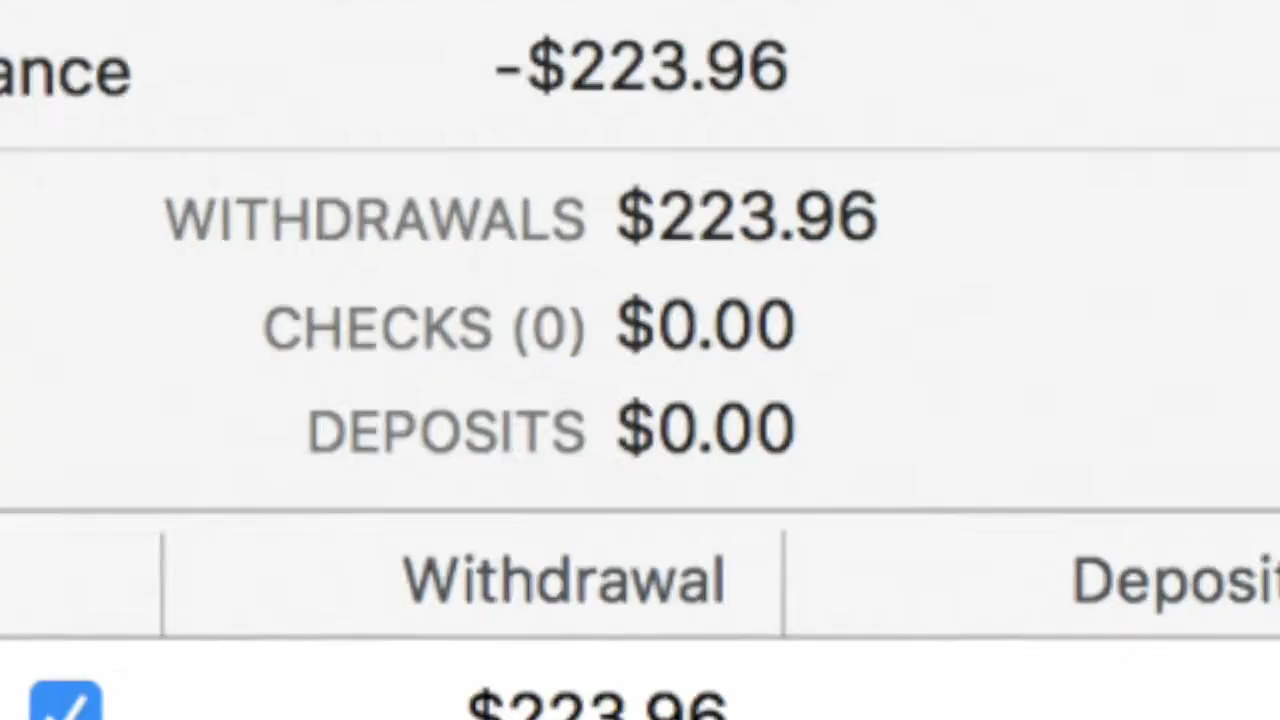 ance -$223.96
WITHDRAWALS $223.96
CHECKS (0) $0.00
DEPOSITS $0.00
Withdrawal Deposit
$223.96